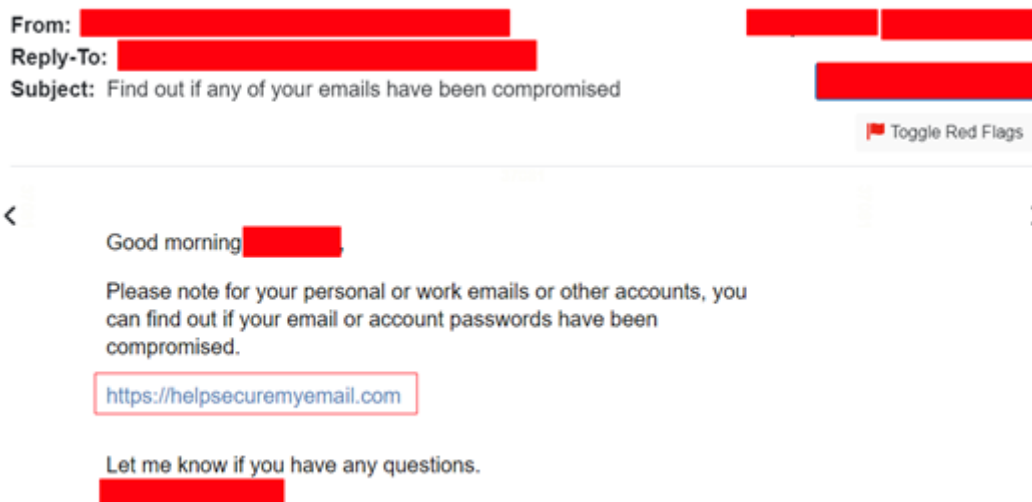 From:
Reply-To:
Subject: Find out if any of your emails have been compromised
Toggle Red Flags
Good morning ,
Please note for your personal or work emails or other accounts, you
can find out if your email or account passwords have been
compromised.
https://helpsecuremyemail.com
Let me know if you have any questions.